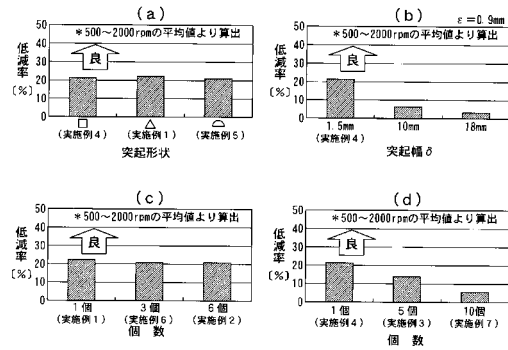 (a)
低減率
[%]
50
40
30
20
10
0
*500~2000rpmの平均値より算出
良
(実施例4) (実施例1) (実施例5)
突起形状
(b)
ε=0.9mm
低減率
[%]
50
40
30
20
10
0
*500~2000rpmの平均値より算出
良
1.5mm 10mm 18mm
(実施例4)
突起幅δ
(c)
低減率
[%]
50
40
30
20
10
0
*500~2000rpmの平均値より算出
良
1個 3個 6個
(実施例1) (実施例6) (実施例2)
個数
(d)
低減率
[%]
50
40
30
20
10
0
*500~2000rpmの平均値より算出
良
1個 5個 10個
(実施例4) (実施例3) (実施例7)
個数